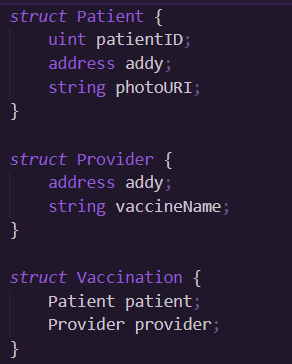 struct Patient {
    uint patientID;
    address addy;
    string photoURI;
}

struct Provider {
    address addy;
    string vaccineName;
}

struct Vaccination {
    Patient patient;
    Provider provider;
}